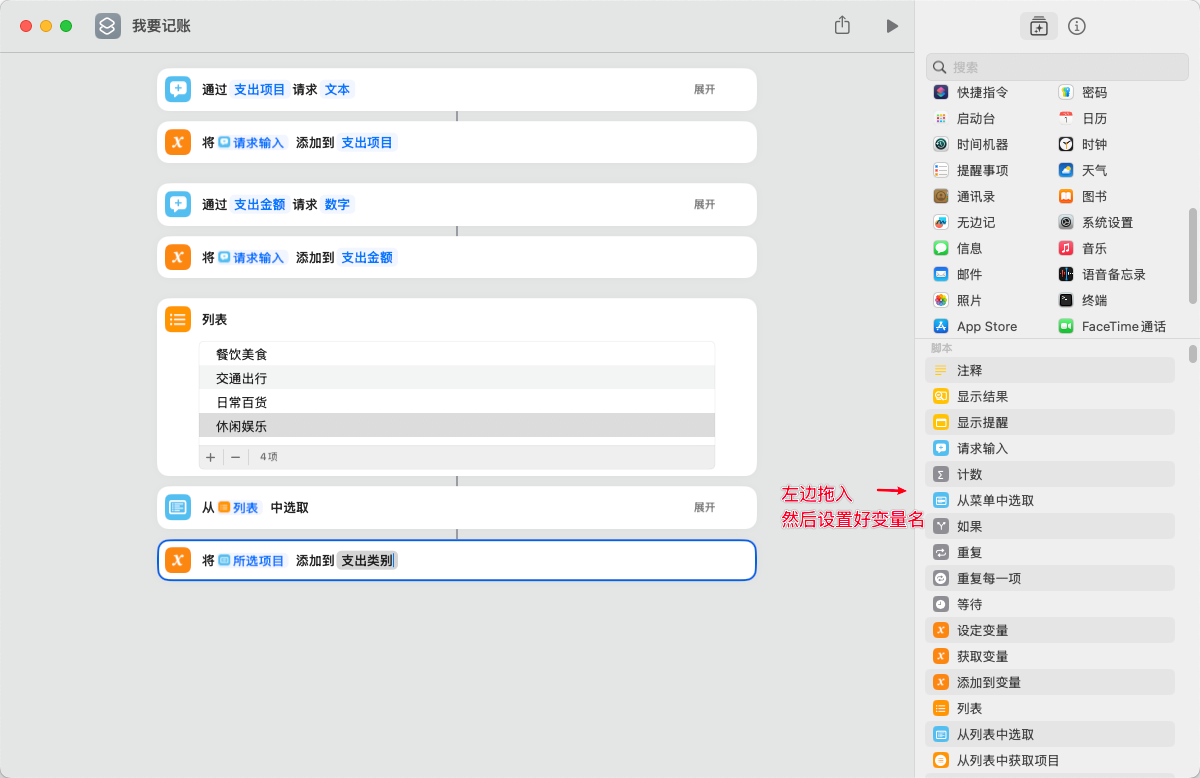 我要记账
通过 支出项目 请求 文本 展开
将 请求输入 添加到 支出项目
通过 支出金额 请求 数字 展开
将 请求输入 添加到 支出金额
列表
餐饮美食
交通出行
日常百货
休闲娱乐
+ − 4项
从 列表 中选取 展开
将 所选项目 添加到 支出类别
左边拖入
然后设置好变量名
搜索
快捷指令 密码
启动台 日历
时间机器 时钟
提醒事项 天气
通讯录 图书
无边记 系统设置
信息 音乐
邮件 语音备忘录
照片 终端
App Store FaceTime 通话
脚本
注释
显示结果
显示提醒
请求输入
计数
从菜单中选取
如果
重复
重复每一项
等待
设定变量
获取变量
添加到变量
列表
从列表中选取
从列表中获取项目